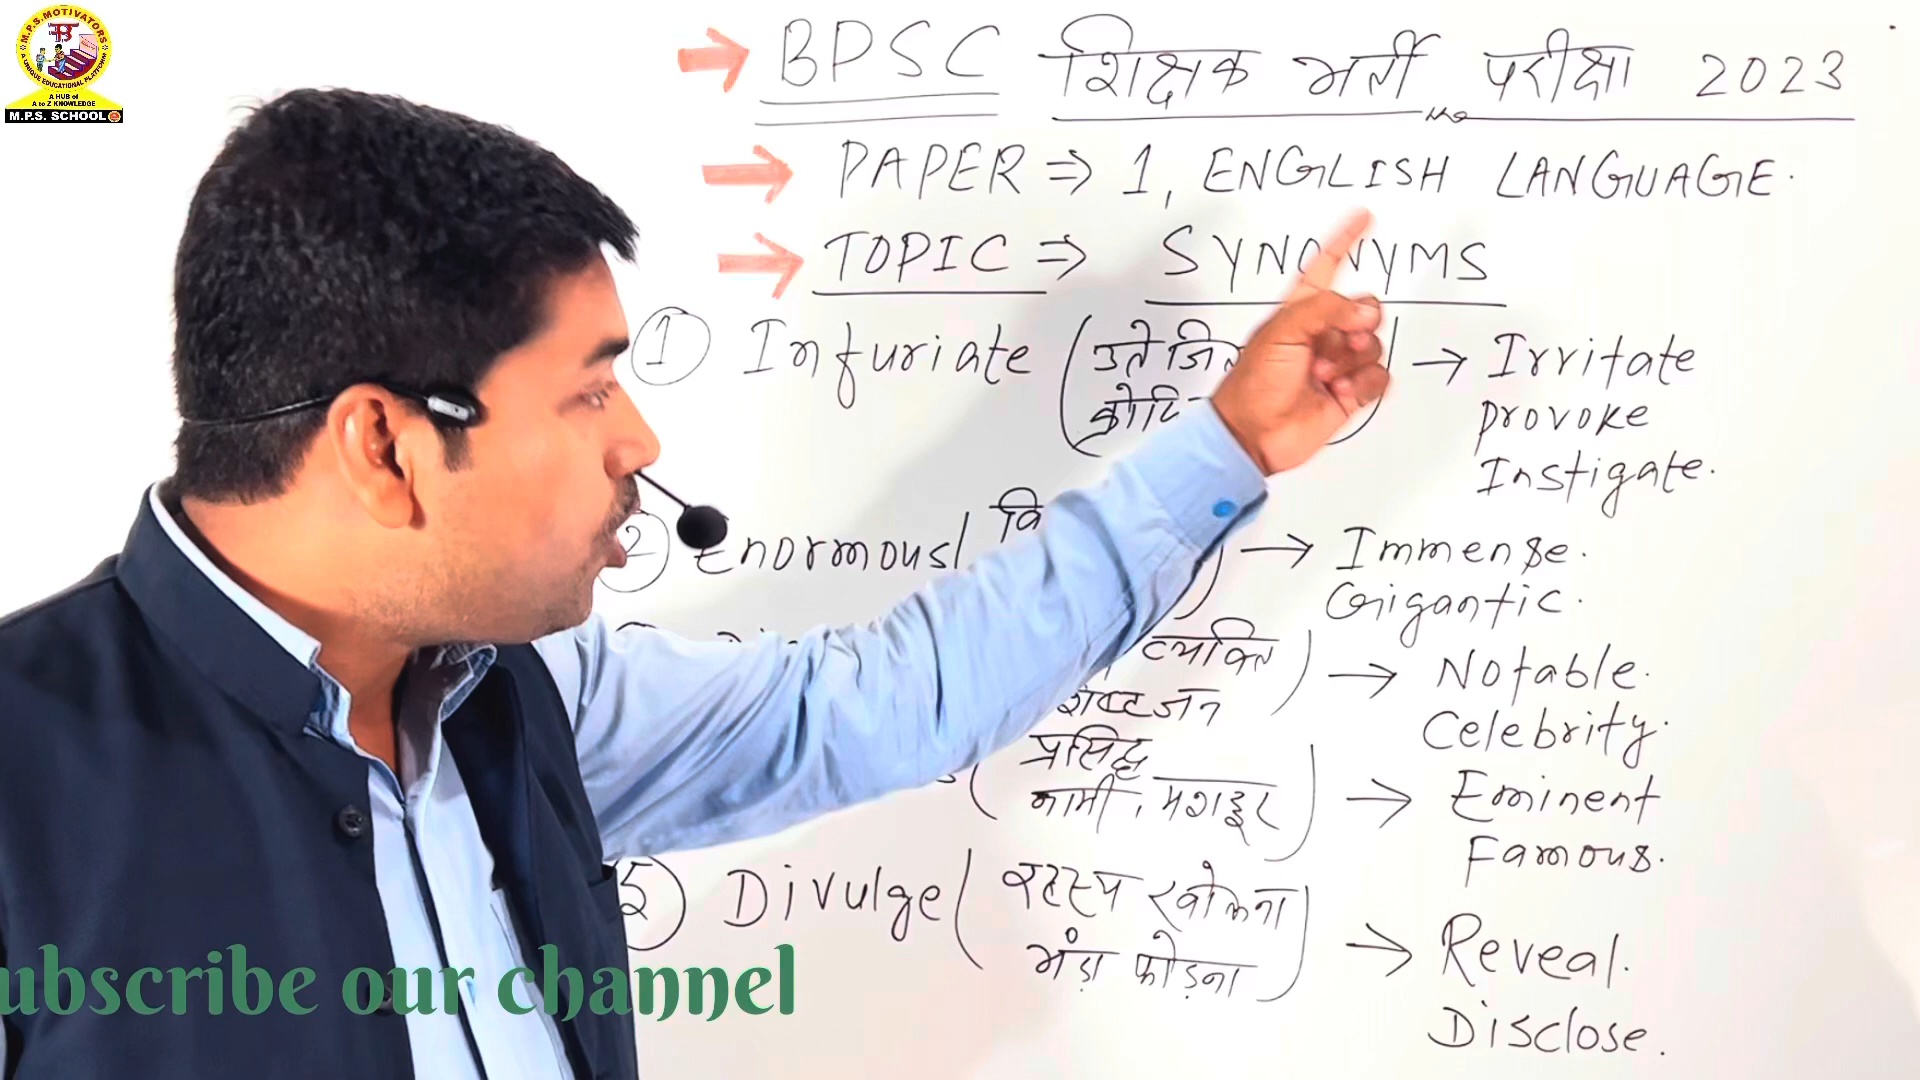 M.P.S.MOTIVATORS
A UNIQUE EDUCATIONAL PLATFORM
A HUB of
A to Z KNOWLEDGE
M.P.S. SCHOOL
BPSC शिक्षक भर्ती परीक्षा 2023
PAPER ⇒ 1, ENGLISH LANGUAGE.
TOPIC ⇒ SYNONYMS
1 Infuriate ( → Irritate
Provoke
Instigate.
2 Enormous → Immense.
Gigantic.
व्यक्ति ) → Notable.
Celebrity.
प्रसिद्ध
नामी, मशहूर ) → Eminent
Famous.
5 Divulge ( रहस्य खोलना
भंडा फोड़ना ) → Reveal.
Disclose.
ubscribe our channel